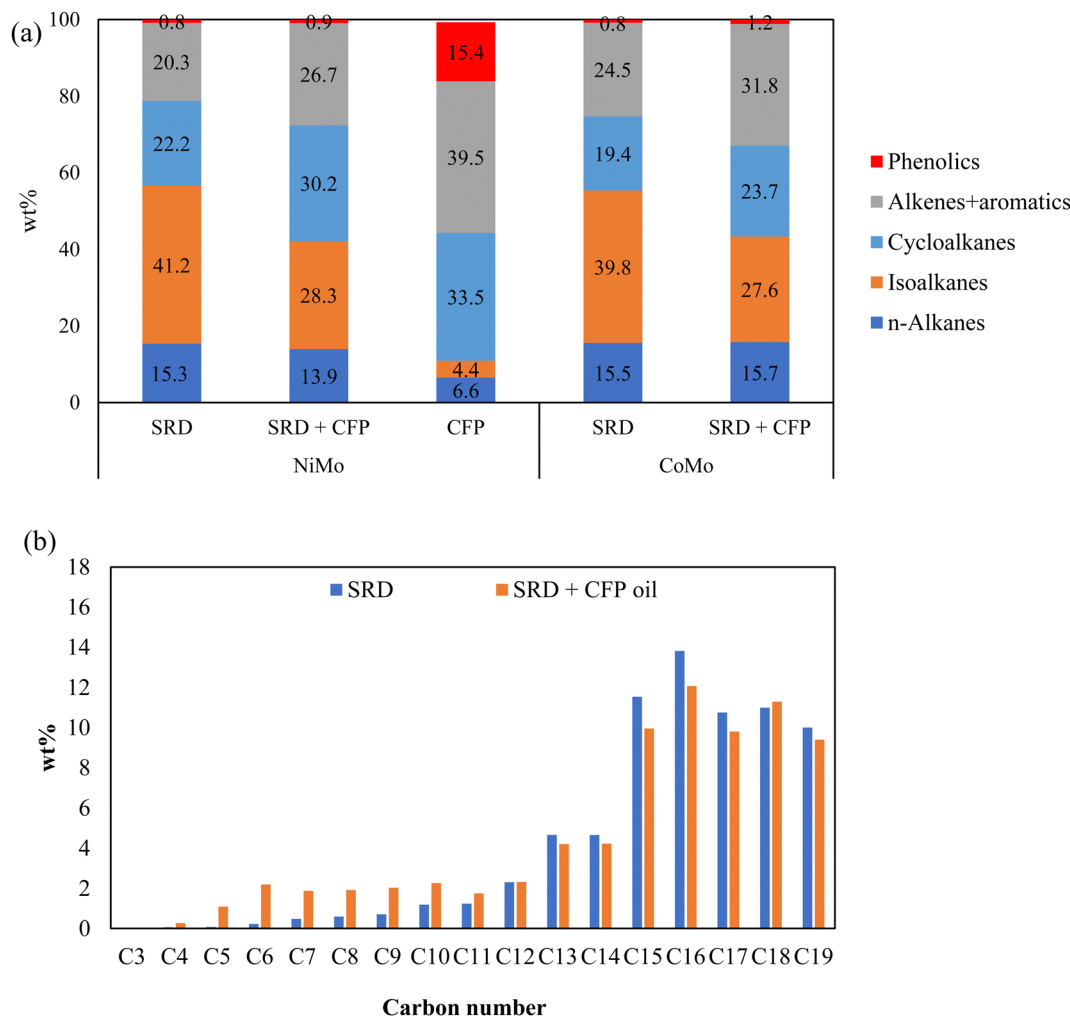 (a)
100
80
60
40
20
0
wt%
0.8 0.9 15.4 0.8 1.2
20.3 26.7 39.5 24.5 31.8
22.2 30.2 33.5 19.4 23.7
41.2 28.3 4.4 39.8 27.6
15.3 13.9 6.6 15.5 15.7
SRD SRD + CFP CFP SRD SRD + CFP
NiMo CoMo
Phenolics
Alkenes+aromatics
Cycloalkanes
Isoalkanes
n-Alkanes
(b)
SRD SRD + CFP oil
18
16
14
12
10
8
6
4
2
0
wt%
C3 C4 C5 C6 C7 C8 C9 C10 C11 C12 C13 C14 C15 C16 C17 C18 C19
Carbon number